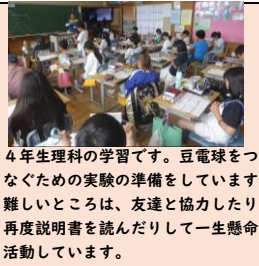 ４年生理科の学習です。豆電球をつ
なぐための実験の準備をしています
難しいところは、友達と協力したり
再度説明書を読んだりして一生懸命
活動しています。